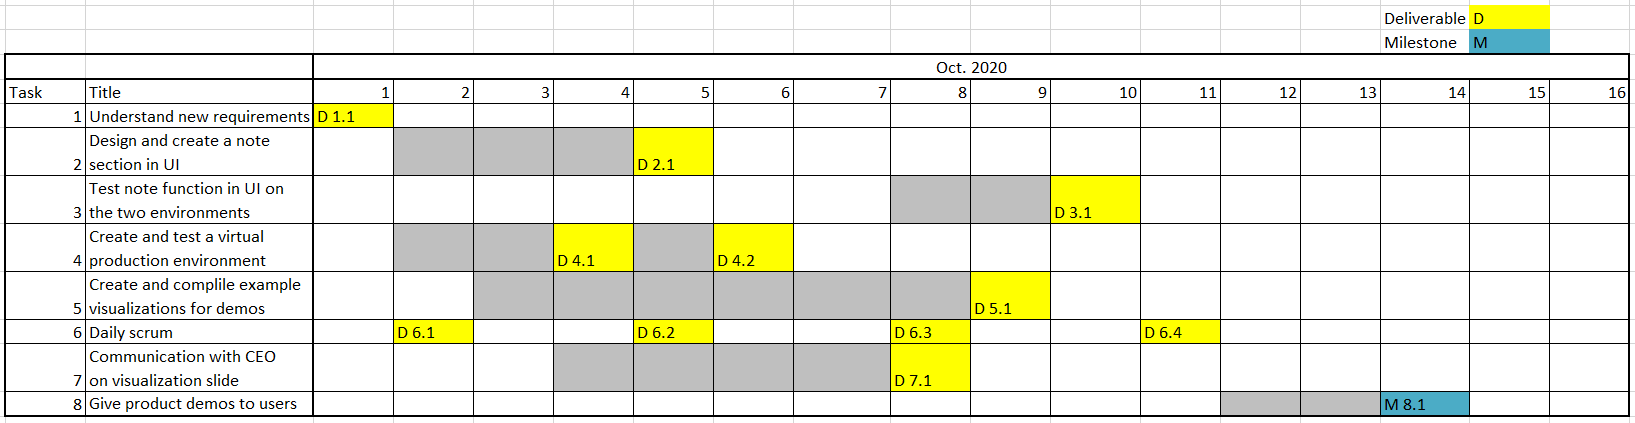 Deliverable D
Milestone M
Oct. 2020
Task Title 1 2 3 4 5 6 7 8 9 10 11 12 13 14 15 16
1 Understand new requirements D 1.1
Design and create a note
2 section in UI D 2.1
Test note function in UI on
3 the two environments D 3.1
Create and test a virtual
4 production environment D 4.1 D 4.2
Create and complile example
5 visualizations for demos D 5.1
6 Daily scrum D 6.1 D 6.2 D 6.3 D 6.4
Communication with CEO
7 on visualization slide D 7.1
8 Give product demos to users M 8.1